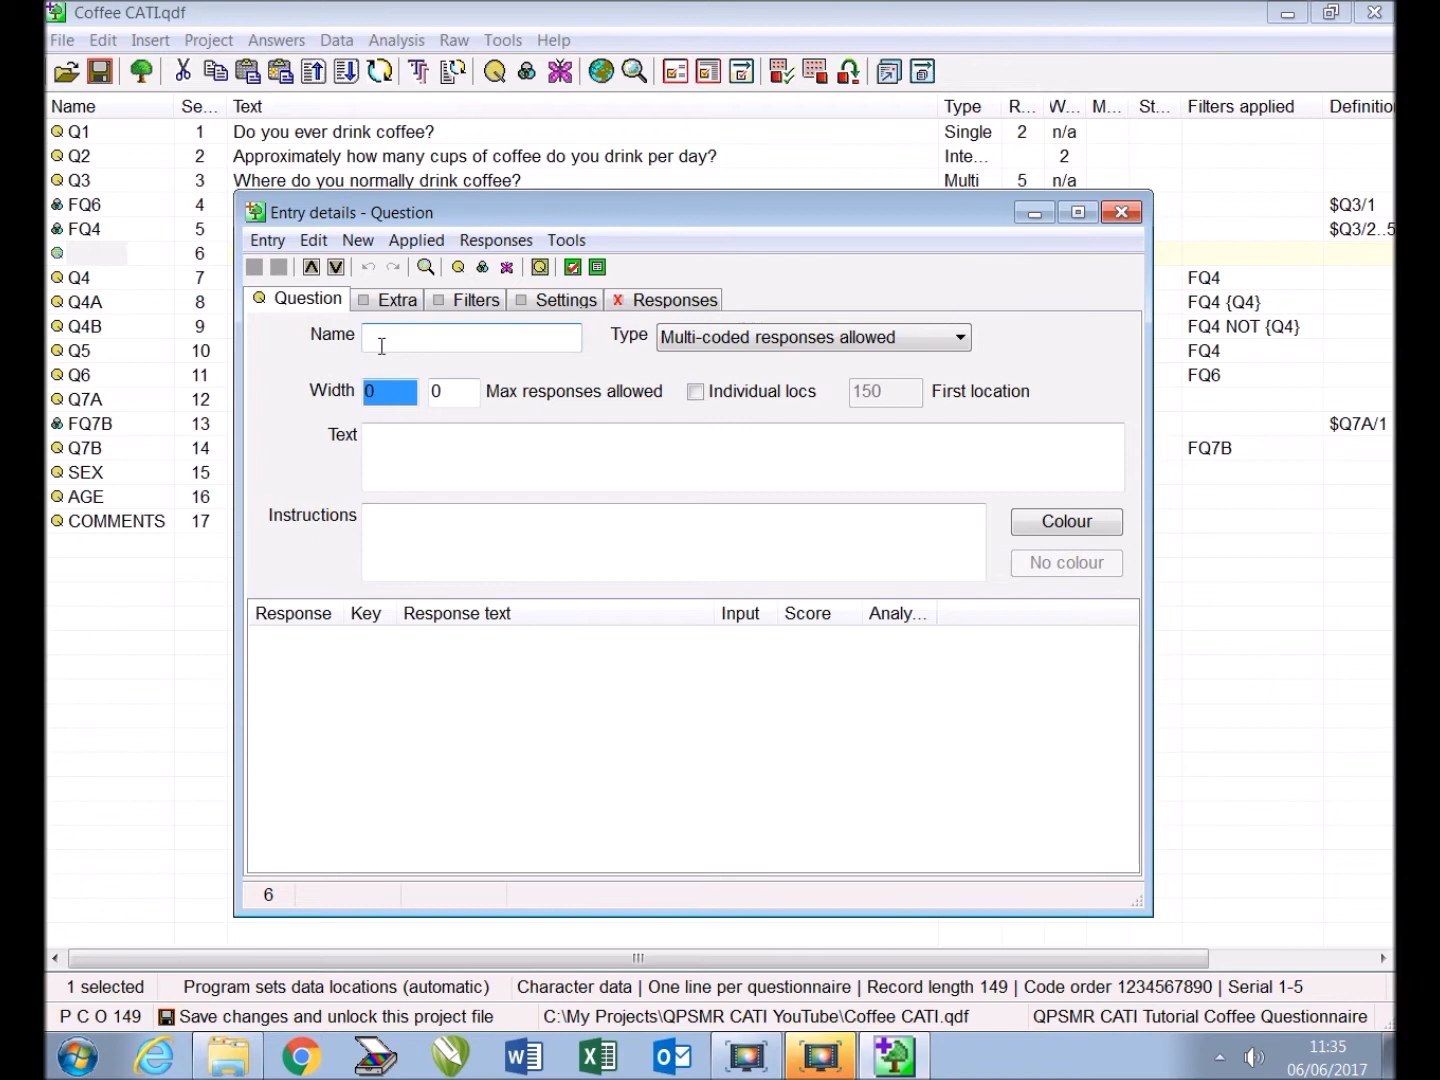 Coffee CATI.qdf
File Edit Insert Project Answers Data Analysis Raw Tools Help
Name Se... Text Type R... W... M... St... Filters applied Definition
Q1 1 Do you ever drink coffee? Single 2 n/a
Q2 2 Approximately how many cups of coffee do you drink per day? Inte... 2
Q3 3 Where do you normally drink coffee? Multi 5 n/a
FQ6 4 $Q3/1
FQ4 5 $Q3/2..5
6
Q4 7 FQ4
Q4A 8 FQ4 {Q4}
Q4B 9 FQ4 NOT {Q4}
Q5 10 FQ4
Q6 11 FQ6
Q7A 12
FQ7B 13 $Q7A/1
Q7B 14 FQ7B
SEX 15
AGE 16
COMMENTS 17
Entry details - Question
Entry Edit New Applied Responses Tools
Question Extra Filters Settings X Responses
Name Type Multi-coded responses allowed
Width 0 0 Max responses allowed Individual locs 150 First location
Text
Instructions Colour
No colour
Response Key Response text Input Score Analy...
6
1 selected Program sets data locations (automatic) Character data | One line per questionnaire | Record length 149 | Code order 1234567890 | Serial 1-5
P C O 149 Save changes and unlock this project file C:\My Projects\QPSMR CATI YouTube\Coffee CATI.qdf QPSMR CATI Tutorial Coffee Questionnaire
11:35
06/06/2017